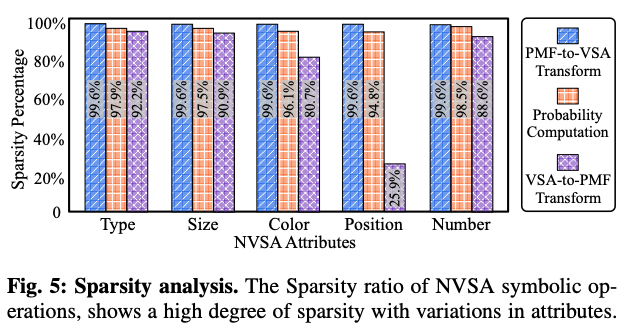 100%
80%
60%
40%
20%
0
Sparsity Percentage
99.6%
97.9%
92.2%
99.6%
97.5%
90.9%
99.6%
96.1%
80.7%
99.6%
94.8%
25.9%
99.6%
98.5%
88.6%
Type Size Color Position Number
NVSA Attributes
PMF-to-VSA
Transform
Probability
Computation
VSA-to-PMF
Transform
Fig. 5: Sparsity analysis. The Sparsity ratio of NVSA symbolic op-
erations, shows a high degree of sparsity with variations in attributes.